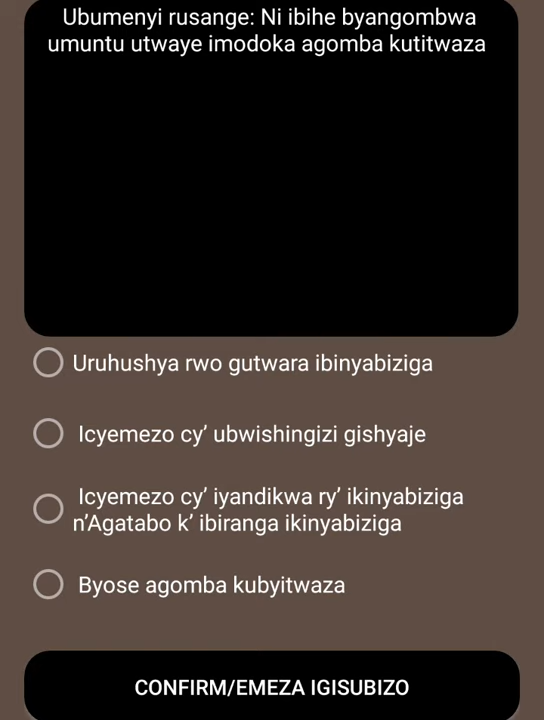 Ubumenyi rusange: Ni ibihe byangombwa
umuntu utwaye imodoka agomba kutitwaza
Uruhushya rwo gutwara ibinyabiziga
Icyemezo cy' ubwishingizi gishyaje
Icyemezo cy' iyandikwa ry' ikinyabiziga
n'Agatabo k' ibiranga ikinyabiziga
Byose agomba kubyitwaza
CONFIRM/EMEZA IGISUBIZO